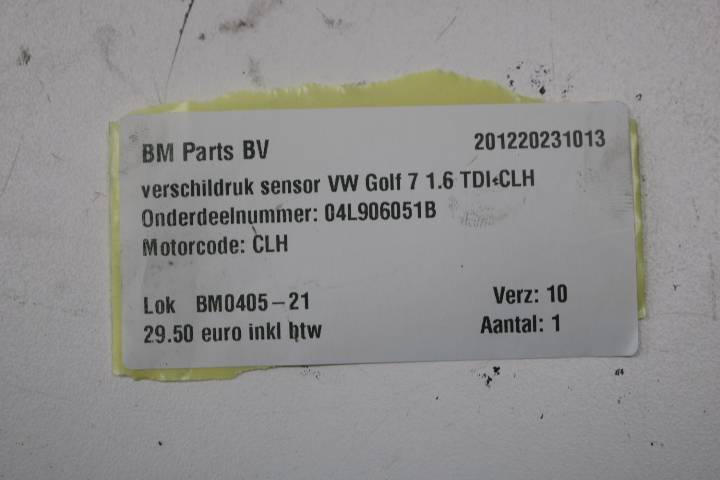 BM Parts BV 201220231013
verschildruk sensor VW Golf 7 1.6 TDI CLH
Onderdeelnummer: 04L906051B
Motorcode: CLH
Lok BM0405-21 Verz: 10
29.50 euro inkl btw Aantal: 1